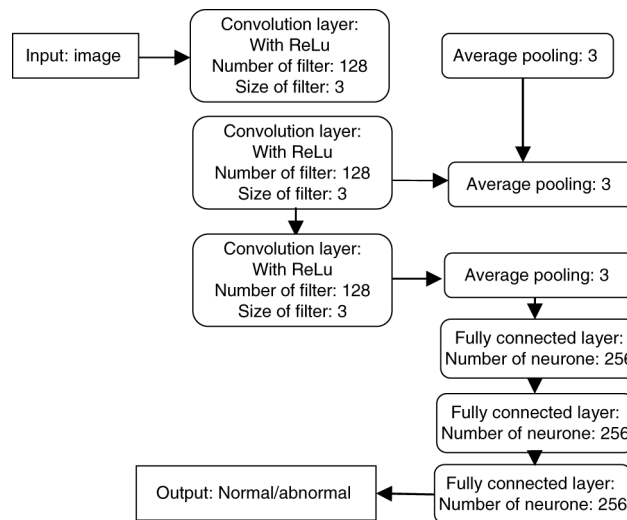 Input: image
Convolution layer:
With ReLu
Number of filter: 128
Size of filter: 3
Average pooling: 3
Convolution layer:
With ReLu
Number of filter: 128
Size of filter: 3
Average pooling: 3
Convolution layer:
With ReLu
Number of filter: 128
Size of filter: 3
Average pooling: 3
Fully connected layer:
Number of neurone: 256
Fully connected layer:
Number of neurone: 256
Fully connected layer:
Number of neurone: 256
Output: Normal/abnormal